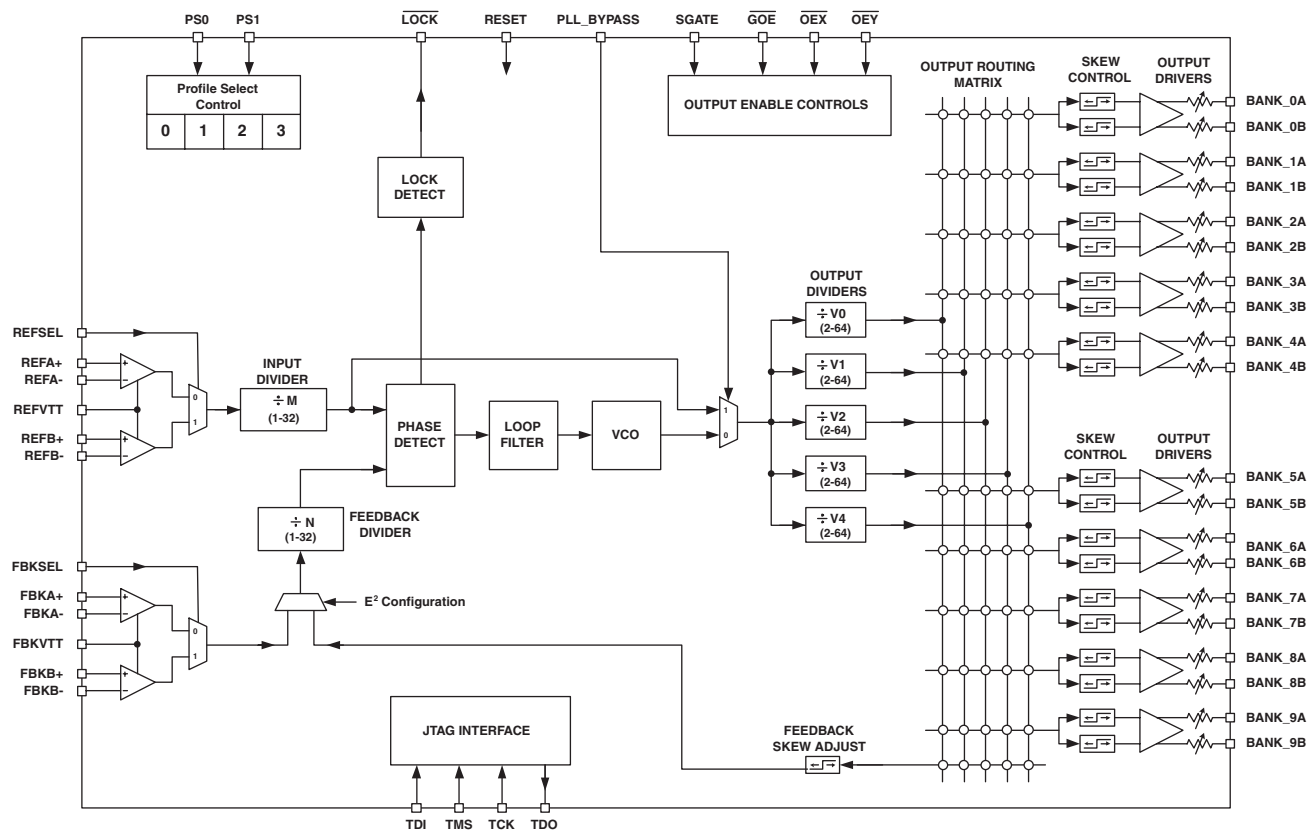 PS0 PS1 LOCK RESET PLL_BYPASS SGATE GOE OEX OEY
Profile Select
Control
0 1 2 3
OUTPUT ENABLE CONTROLS
OUTPUT ROUTING
MATRIX
SKEW
CONTROL
OUTPUT
DRIVERS
BANK_0A
BANK_0B
BANK_1A
BANK_1B
BANK_2A
BANK_2B
BANK_3A
BANK_3B
BANK_4A
BANK_4B
LOCK
DETECT
OUTPUT
DIVIDERS
÷ V0
(2-64)
÷ V1
(2-64)
÷ V2
(2-64)
÷ V3
(2-64)
÷ V4
(2-64)
REFSEL
REFA+
REFA-
REFVTT
REFB+
REFB-
+
–
+
–
0
1
INPUT
DIVIDER
÷ M
(1-32)
PHASE
DETECT
LOOP
FILTER
VCO
1
0
÷ N
(1-32)
FEEDBACK
DIVIDER
SKEW
CONTROL
OUTPUT
DRIVERS
BANK_5A
BANK_5B
BANK_6A
BANK_6B
BANK_7A
BANK_7B
BANK_8A
BANK_8B
BANK_9A
BANK_9B
FBKSEL
FBKA+
FBKA-
FBKVTT
FBKB+
FBKB-
+
–
+
–
0
1
E² Configuration
JTAG INTERFACE
FEEDBACK
SKEW ADJUST
TDI TMS TCK TDO